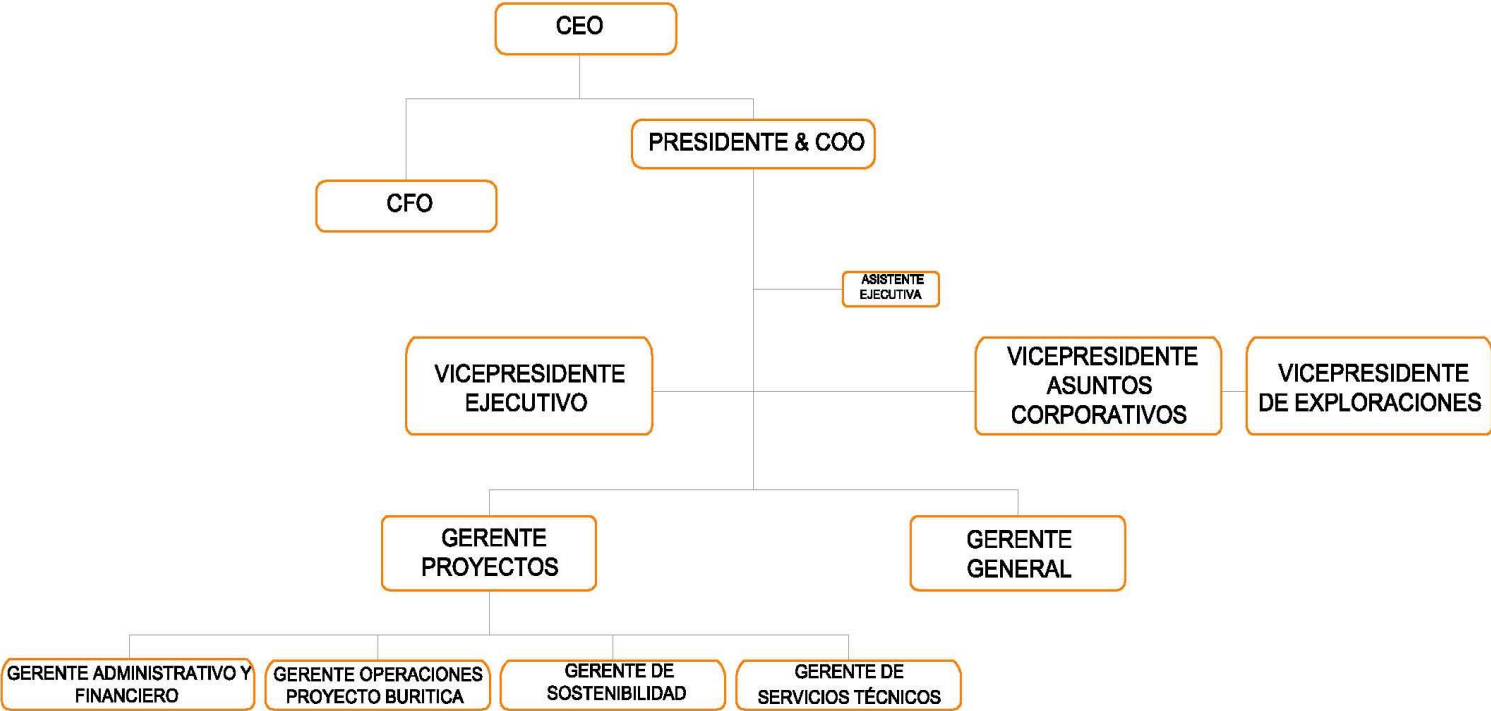 CEO
PRESIDENTE & COO
CFO
ASISTENTE
EJECUTIVA
VICEPRESIDENTE
EJECUTIVO
VICEPRESIDENTE
ASUNTOS
CORPORATIVOS
VICEPRESIDENTE
DE EXPLORACIONES
GERENTE
PROYECTOS
GERENTE
GENERAL
GERENTE ADMINISTRATIVO Y
FINANCIERO
GERENTE OPERACIONES
PROYECTO BURITICA
GERENTE DE
SOSTENIBILIDAD
GERENTE DE
SERVICIOS TÉCNICOS